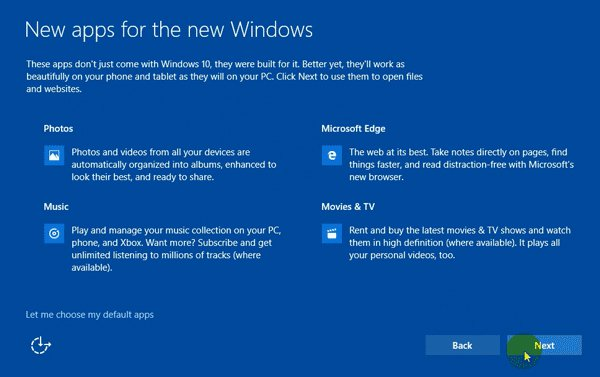 New apps for the new Windows
These apps don't just come with Windows 10, they were built for it. Better yet, they'll work as
beautifully on your phone and tablet as they will on your PC. Click Next to use them to open files
and websites.
Photos
Photos and videos from all your devices are
automatically organized into albums, enhanced to
look their best, and ready to share.
Microsoft Edge
The web at its best. Take notes directly on pages, find
things faster, and read distraction-free with Microsoft's
new browser.
Music
Play and manage your music collection on your PC,
phone, and Xbox. Want more? Subscribe and get
unlimited listening to millions of tracks (where
available).
Movies & TV
Rent and buy the latest movies & TV shows and watch
them in high definition (where available). It plays all
your personal videos, too.
Let me choose my default apps
Back
Next